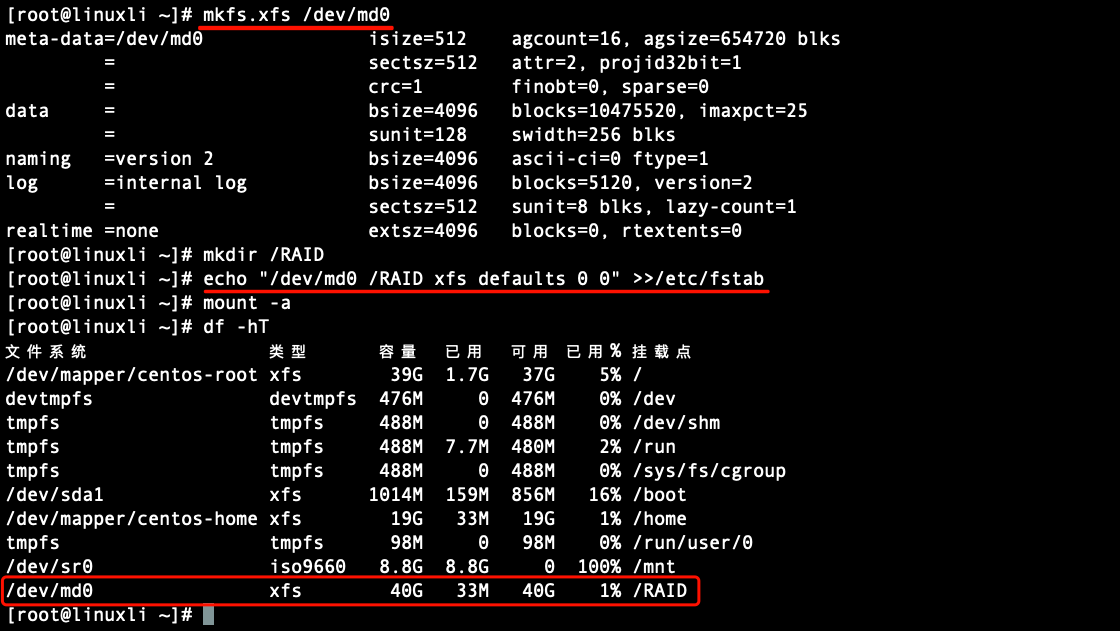 [root@linuxli ~]# mkfs.xfs /dev/md0
meta-data=/dev/md0               isize=512    agcount=16, agsize=654720 blks
         =                       sectsz=512   attr=2, projid32bit=1
         =                       crc=1        finobt=0, sparse=0
data     =                       bsize=4096   blocks=10475520, imaxpct=25
         =                       sunit=128    swidth=256 blks
naming   =version 2              bsize=4096   ascii-ci=0 ftype=1
log      =internal log           bsize=4096   blocks=5120, version=2
         =                       sectsz=512   sunit=8 blks, lazy-count=1
realtime =none                   extsz=4096   blocks=0, rtextents=0
[root@linuxli ~]# mkdir /RAID
[root@linuxli ~]# echo "/dev/md0 /RAID xfs defaults 0 0" >>/etc/fstab
[root@linuxli ~]# mount -a
[root@linuxli ~]# df -hT
文件系统                类型      容量  已用  可用 已用% 挂载点
/dev/mapper/centos-root xfs        39G  1.7G   37G    5% /
devtmpfs                devtmpfs  476M     0  476M    0% /dev
tmpfs                   tmpfs     488M     0  488M    0% /dev/shm
tmpfs                   tmpfs     488M  7.7M  480M    2% /run
tmpfs                   tmpfs     488M     0  488M    0% /sys/fs/cgroup
/dev/sda1               xfs      1014M  159M  856M   16% /boot
/dev/mapper/centos-home xfs        19G   33M   19G    1% /home
tmpfs                   tmpfs      98M     0   98M    0% /run/user/0
/dev/sr0                iso9660   8.8G  8.8G     0  100% /mnt
/dev/md0                xfs        40G   33M   40G    1% /RAID
[root@linuxli ~]#